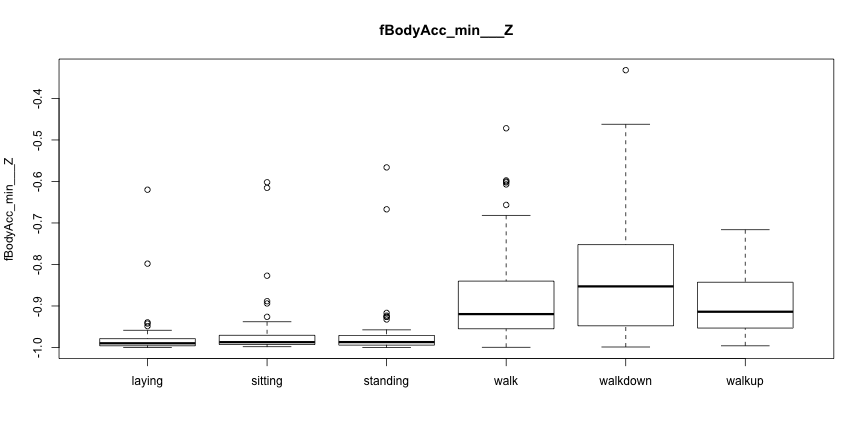 fBodyAcc_min___Z
fBodyAcc_min___Z
-0.4
-0.5
-0.6
-0.7
-0.8
-0.9
-1.0
laying sitting standing walk walkdown walkup